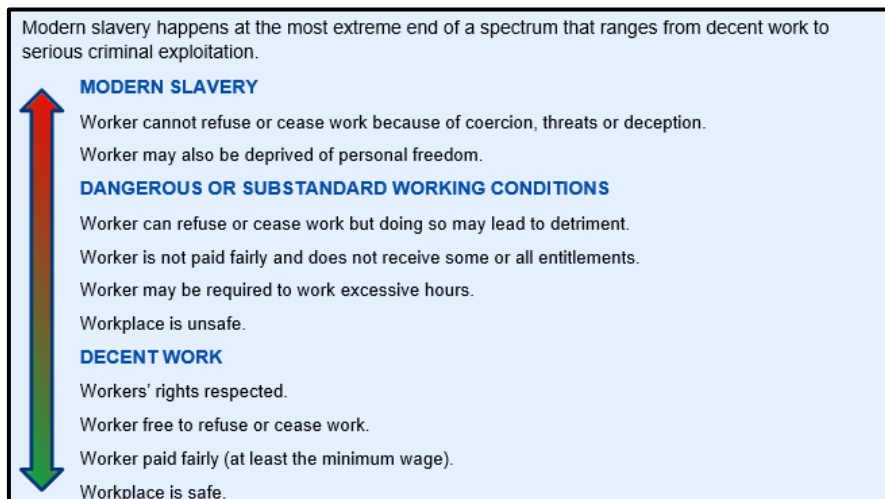 Modern slavery happens at the most extreme end of a spectrum that ranges from decent work to
serious criminal exploitation.
MODERN SLAVERY
Worker cannot refuse or cease work because of coercion, threats or deception.
Worker may also be deprived of personal freedom.
DANGEROUS OR SUBSTANDARD WORKING CONDITIONS
Worker can refuse or cease work but doing so may lead to detriment.
Worker is not paid fairly and does not receive some or all entitlements.
Worker may be required to work excessive hours.
Workplace is unsafe.
DECENT WORK
Workers' rights respected.
Worker free to refuse or cease work.
Worker paid fairly (at least the minimum wage).
Workplace is safe.